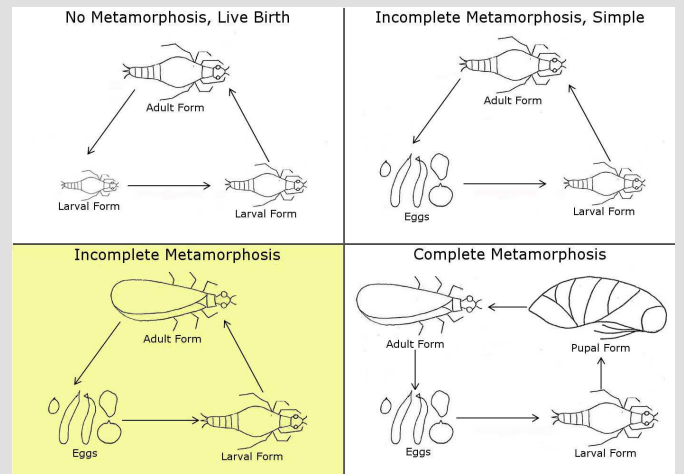 No Metamorphosis, Live Birth
Adult Form
Larval Form
Larval Form
Incomplete Metamorphosis, Simple
Adult Form
Eggs
Larval Form
Incomplete Metamorphosis
Adult Form
Eggs
Larval Form
Complete Metamorphosis
Adult Form
Pupal Form
Eggs
Larval Form